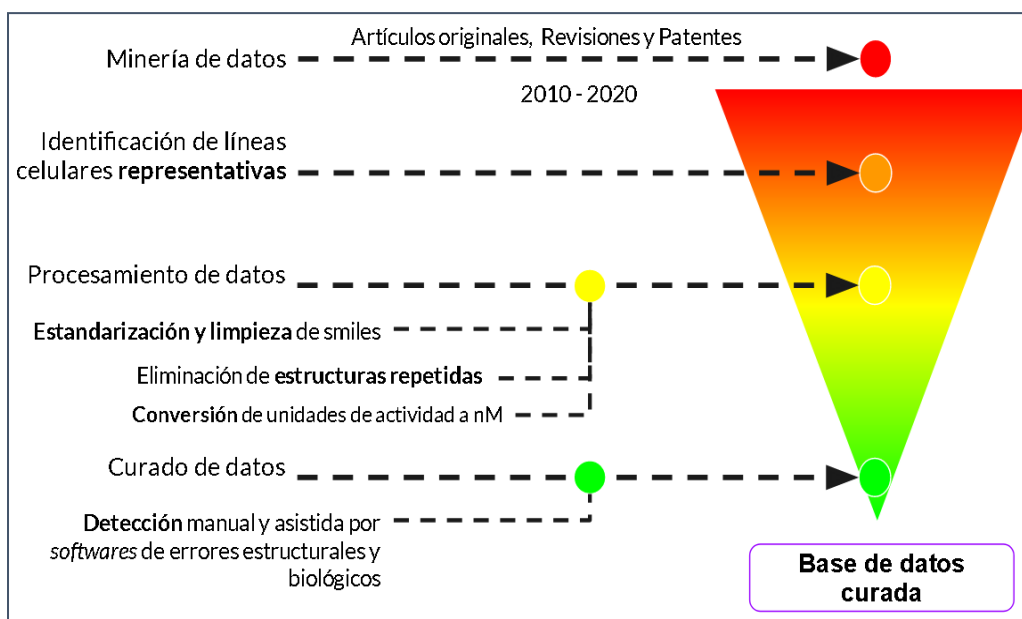 Artículos originales, Revisiones y Patentes
Minería de datos
2010 - 2020
Identificación de líneas
celulares representativas
Procesamiento de datos
Estandarización y limpieza de smiles
Eliminación de estructuras repetidas
Conversión de unidades de actividad a nM
Curado de datos
Detección manual y asistida por
softwares de errores estructurales y
biológicos
Base de datos
curada